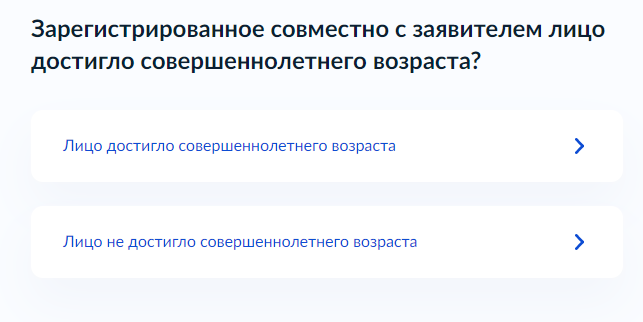 Зарегистрированное совместно с заявителем лицо
достигло совершеннолетнего возраста?
Лицо достигло совершеннолетнего возраста
Лицо не достигло совершеннолетнего возраста